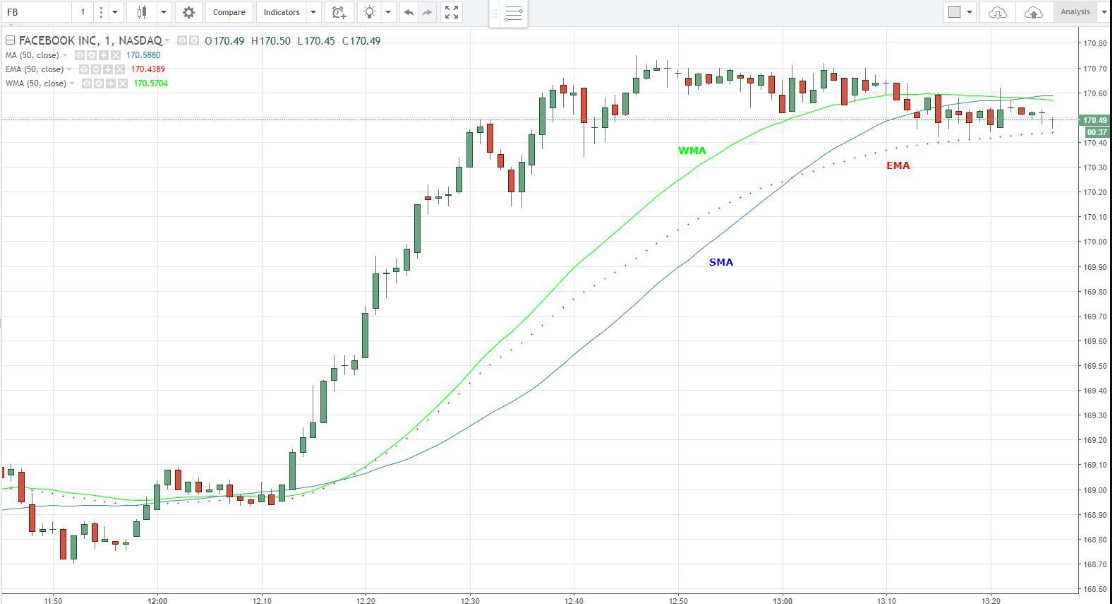 FB 1 Compare Indicators Analysis
FACEBOOK INC, 1, NASDAQ O170.49 H170.50 L170.45 C170.49
MA (50, close) 170.5880
EMA (50, close) 170.4389
WMA (50, close) 170.5704
170.80
170.60
170.49
00:37
170.40
170.30
170.20
170.10
170.00
169.90
169.80
169.70
169.60
169.50
169.40
169.30
169.20
169.10
169.00
168.90
168.80
168.70
168.60
WMA
EMA
SMA
11:50 12:00 12:10 12:20 12:30 12:40 12:50 13:00 13:10 13:20